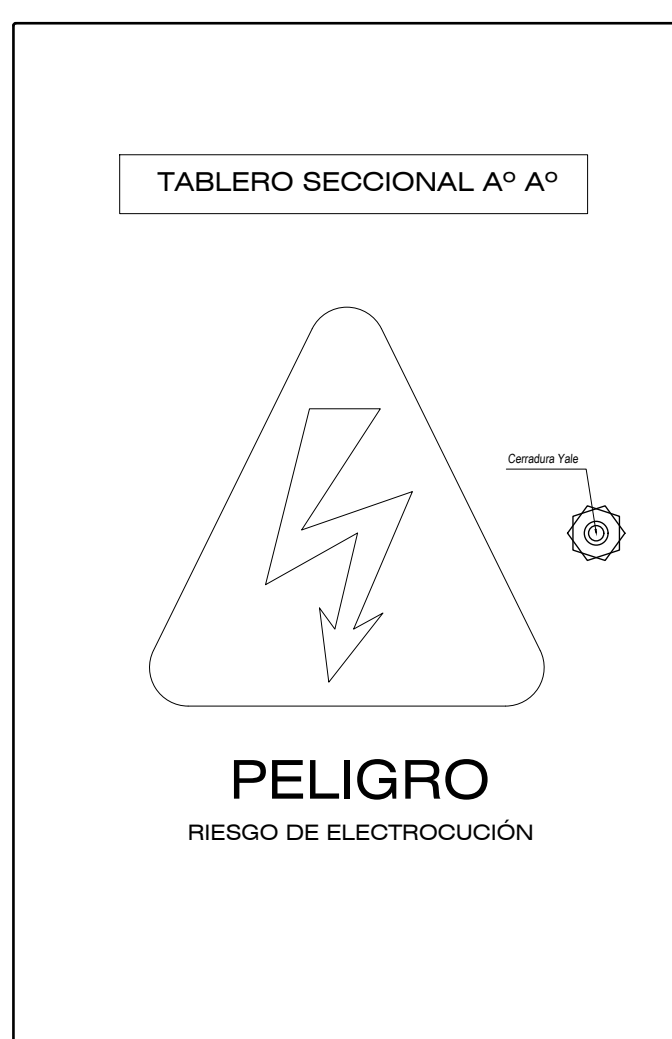 TABLERO SECCIONAL Aº Aº
Cerradura Yale
PELIGRO
RIESGO DE ELECTROCUCIÓN